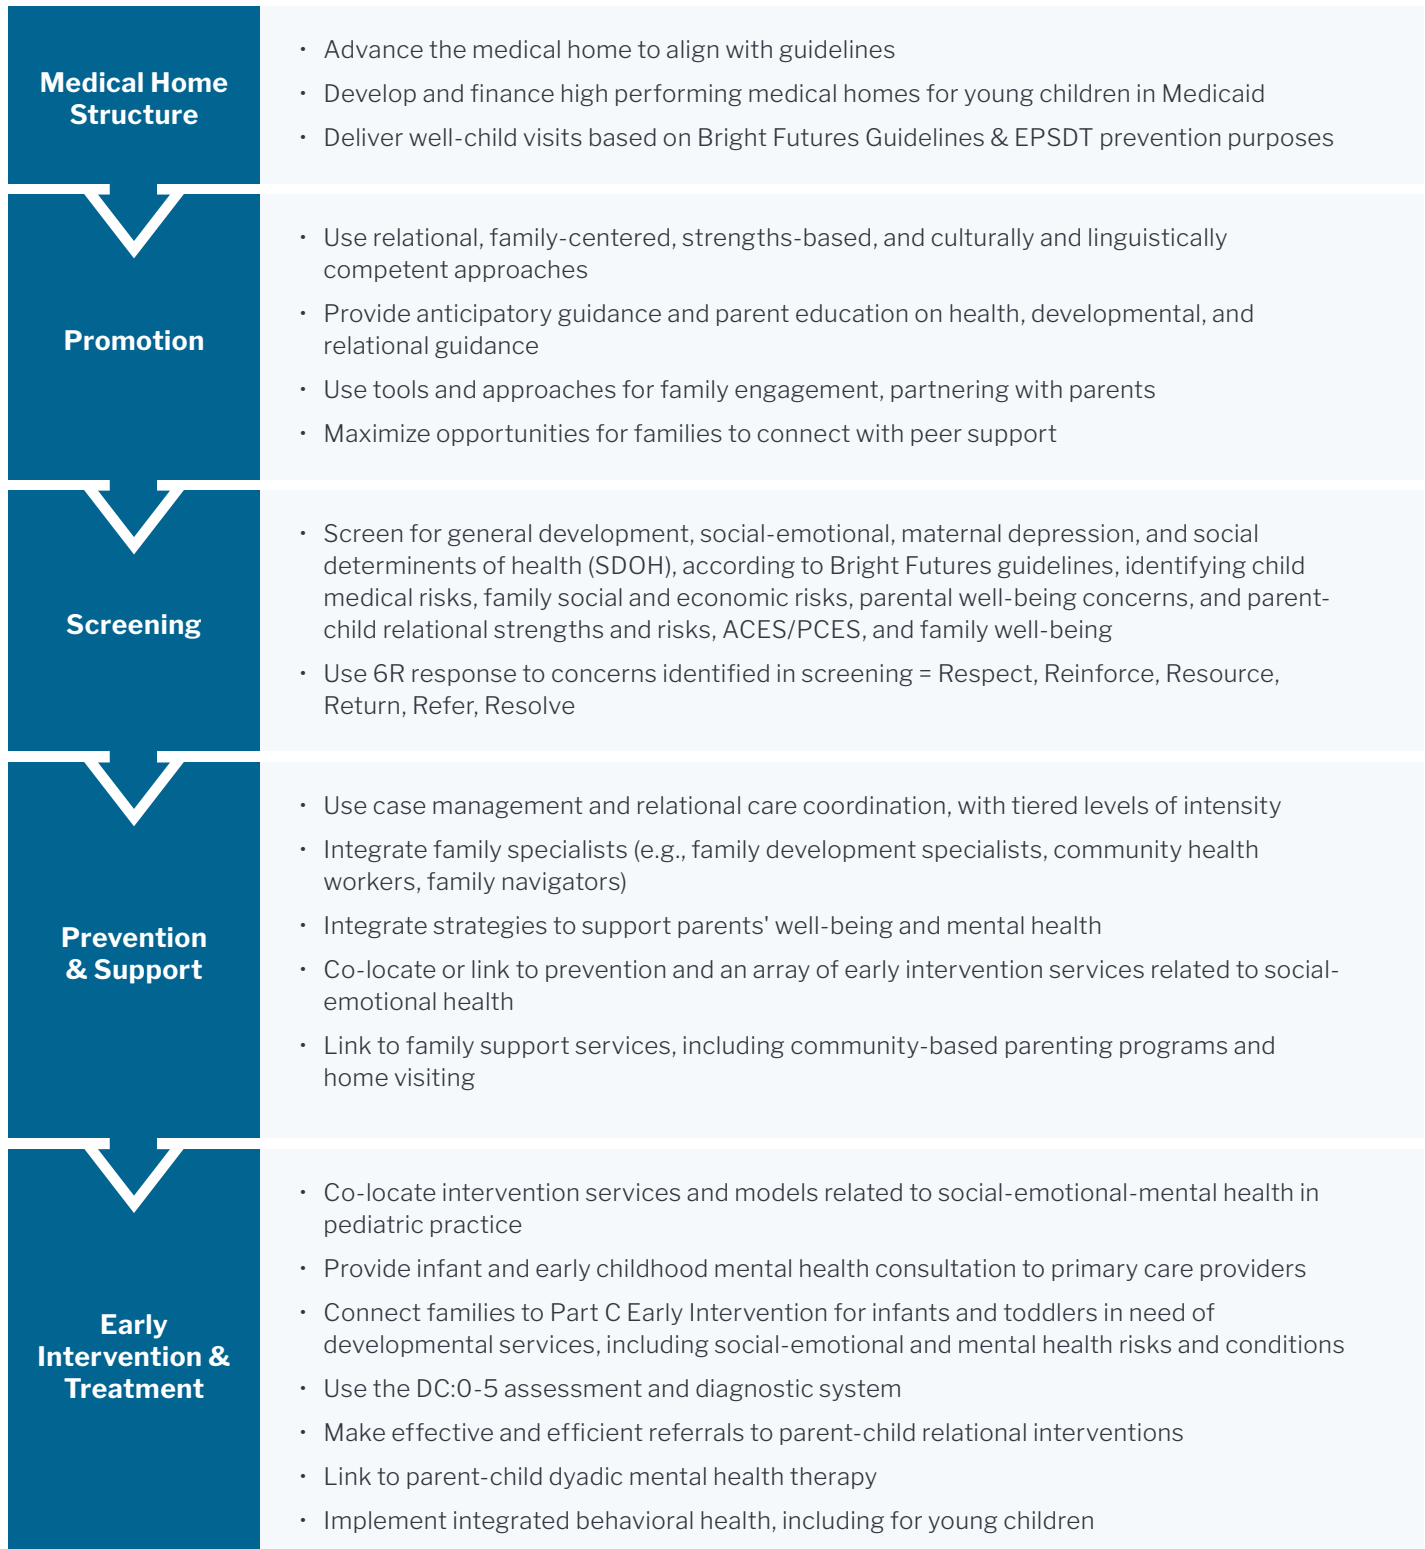 Medical Home
Structure
• Advance the medical home to align with guidelines
• Develop and finance high performing medical homes for young children in Medicaid
• Deliver well-child visits based on Bright Futures Guidelines & EPSDT prevention purposes
Promotion
• Use relational, family-centered, strengths-based, and culturally and linguistically
competent approaches
• Provide anticipatory guidance and parent education on health, developmental, and
relational guidance
• Use tools and approaches for family engagement, partnering with parents
• Maximize opportunities for families to connect with peer support
Screening
• Screen for general development, social-emotional, maternal depression, and social
determinents of health (SDOH), according to Bright Futures guidelines, identifying child
medical risks, family social and economic risks, parental well-being concerns, and parent-
child relational strengths and risks, ACES/PCES, and family well-being
• Use 6R response to concerns identified in screening = Respect, Reinforce, Resource,
Return, Refer, Resolve
Prevention
& Support
• Use case management and relational care coordination, with tiered levels of intensity
• Integrate family specialists (e.g., family development specialists, community health
workers, family navigators)
• Integrate strategies to support parents' well-being and mental health
• Co-locate or link to prevention and an array of early intervention services related to social-
emotional health
• Link to family support services, including community-based parenting programs and
home visiting
Early
Intervention &
Treatment
• Co-locate intervention services and models related to social-emotional-mental health in
pediatric practice
• Provide infant and early childhood mental health consultation to primary care providers
• Connect families to Part C Early Intervention for infants and toddlers in need of
developmental services, including social-emotional and mental health risks and conditions
• Use the DC:0-5 assessment and diagnostic system
• Make effective and efficient referrals to parent-child relational interventions
• Link to parent-child dyadic mental health therapy
• Implement integrated behavioral health, including for young children